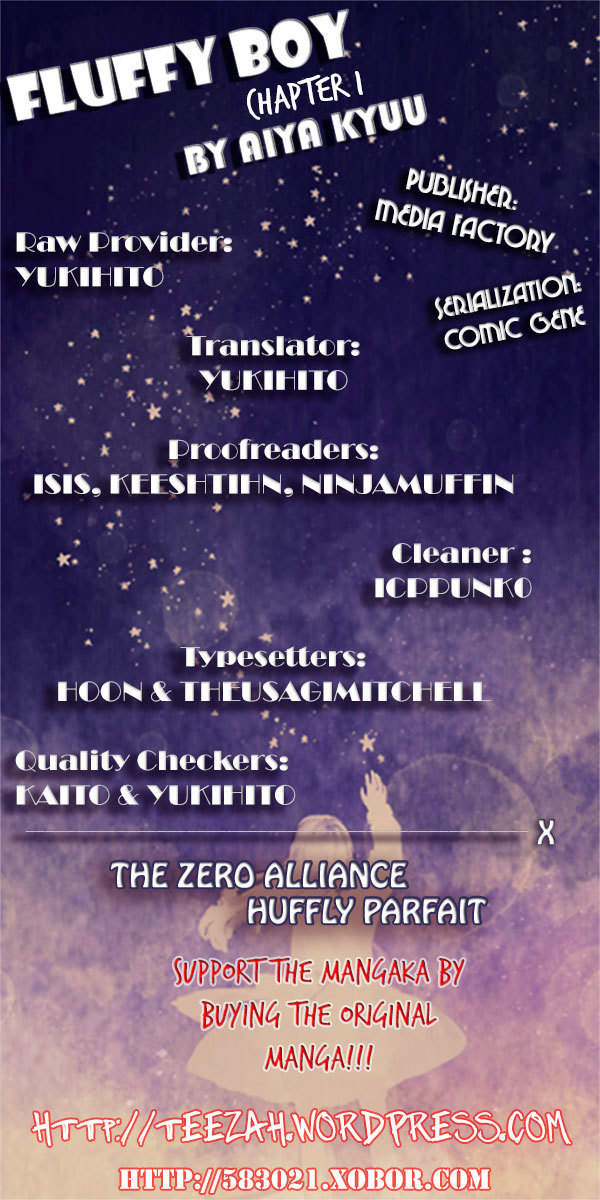 FLUFFY BOY
CHAPTER 1
BY AIYA KYUU
PUBLISHER:
MEDIA FACTORY
Raw Provider:
YUKIHITO
SERIALIZATION:
COMIC GENE
Translator:
YUKIHITO
Proofreaders:
ISIS, KEESHTIHN, NINJAMUFFIN
Cleaner :
ICPPUNKO
Typesetters:
HOON & THEUSAGIMITCHELL
Quality Checkers:
KAITO & YUKIHITO
X
THE ZERO ALLIANCE
HUFFLY PARFAIT
SUPPORT THE MANGAKA BY
BUYING THE ORIGINAL
MANGA!!!
HTTP://TEEZAH.WORDPRESS.COM
HTTP://583021.XOBOR.COM